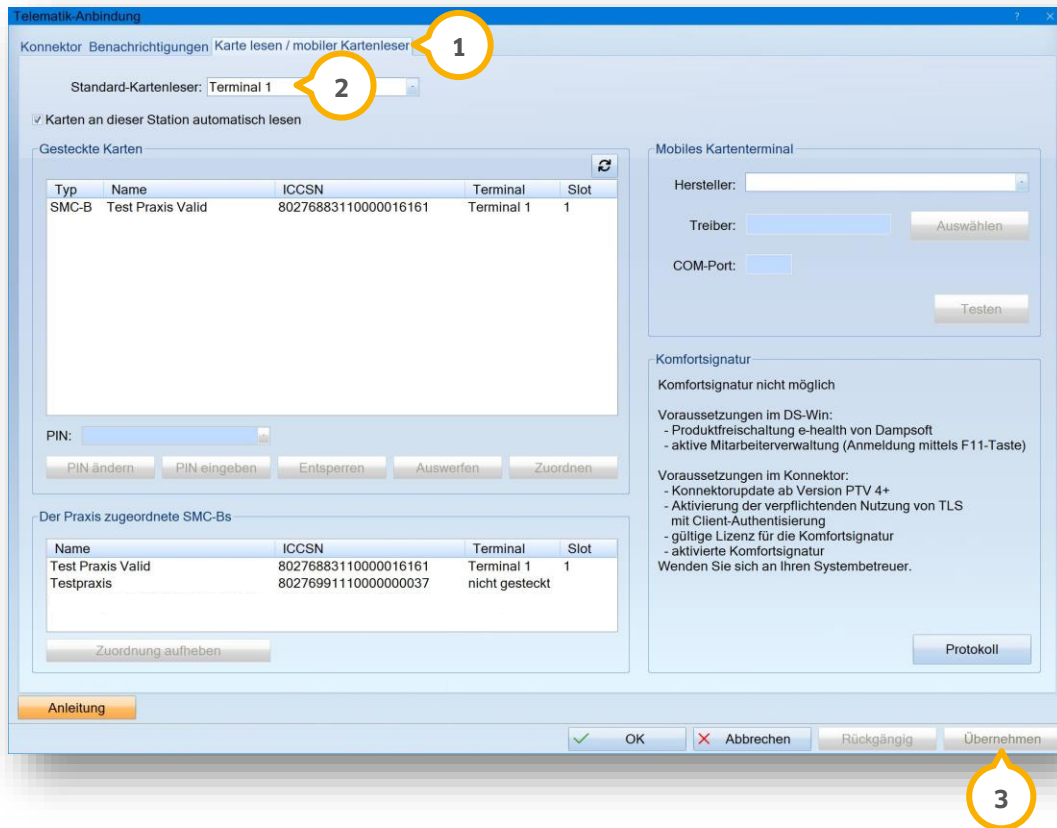 Telematik-Anbindung ? X
Konnektor Benachrichtigungen Karte lesen / mobiler Kartenleser 1
Standard-Kartenleser: Terminal 1 2
Karten an dieser Station automatisch lesen
Gesteckte Karten
Typ Name ICCSN Terminal Slot
SMC-B Test Praxis Valid 80276883110000016161 Terminal 1 1
PIN:
PIN ändern PIN eingeben Entsperren Auswerfen Zuordnen
Der Praxis zugeordnete SMC-Bs
Name ICCSN Terminal Slot
Test Praxis Valid 80276883110000016161 Terminal 1 1
Testpraxis 80276991110000000037 nicht gesteckt
Zuordnung aufheben
Mobiles Kartenterminal
Hersteller:
Treiber: Auswählen
COM-Port:
Testen
Komfortsignatur
Komfortsignatur nicht möglich
Voraussetzungen im DS-Win:
- Produktfreischaltung e-health von Dampsoft
- aktive Mitarbeiterverwaltung (Anmeldung mittels F11-Taste)
Voraussetzungen im Konnektor:
- Konnektorupdate ab Version PTV 4+
- Aktivierung der verpflichtenden Nutzung von TLS
mit Client-Authentisierung
- gültige Lizenz für die Komfortsignatur
- aktivierte Komfortsignatur
Wenden Sie sich an Ihren Systembetreuer.
Protokoll
Anleitung
OK Abbrechen Rückgängig Übernehmen
3